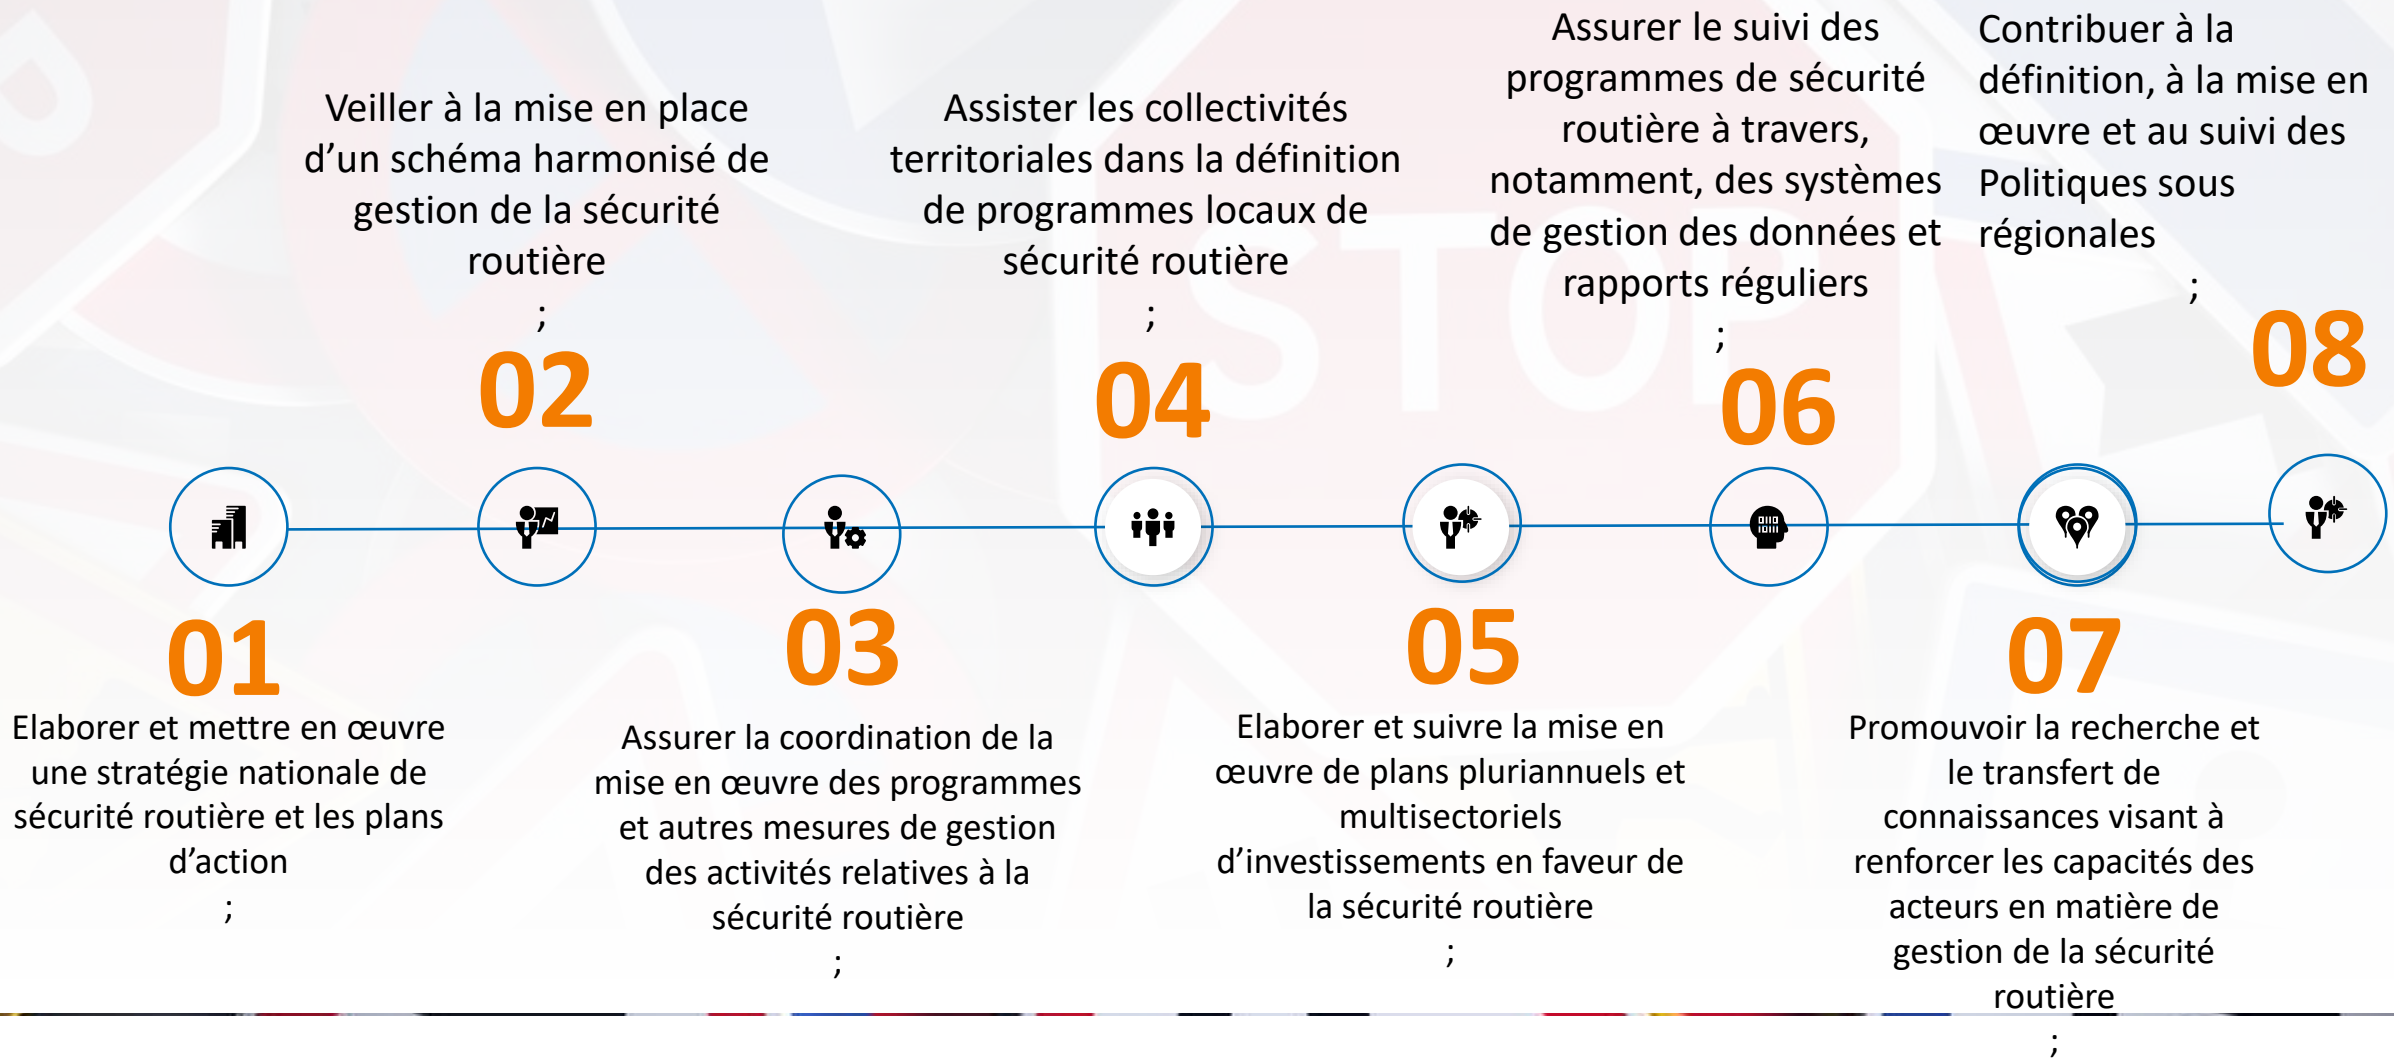 01
Elaborer et mettre en œuvre
une stratégie nationale de
sécurité routière et les plans
d’action
;
Veiller à la mise en place
d’un schéma harmonisé de
gestion de la sécurité
routière
;
02
03
Assurer la coordination de la
mise en œuvre des programmes
et autres mesures de gestion
des activités relatives à la
sécurité routière
;
Assister les collectivités
territoriales dans la définition
de programmes locaux de
sécurité routière
;
04
05
Elaborer et suivre la mise en
œuvre de plans pluriannuels et
multisectoriels
d’investissements en faveur de
la sécurité routière
;
Assurer le suivi des
programmes de sécurité
routière à travers,
notamment, des systèmes
de gestion des données et
rapports réguliers
;
06
07
Promouvoir la recherche et
le transfert de
connaissances visant à
renforcer les capacités des
acteurs en matière de
gestion de la sécurité
routière
;
Contribuer à la
définition, à la mise en
œuvre et au suivi des
Politiques sous
régionales
;
08
STOP